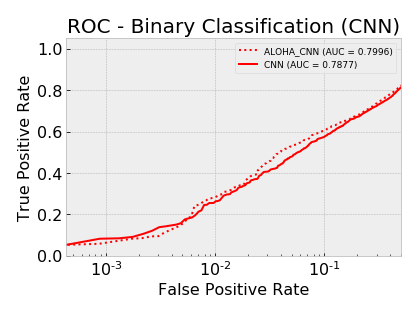 ROC - Binary Classification (CNN)
ALOHA_CNN (AUC = 0.7996)
CNN (AUC = 0.7877)
True Positive Rate
1.0
0.8
0.6
0.4
0.2
0.0
10⁻³ 10⁻² 10⁻¹
False Positive Rate